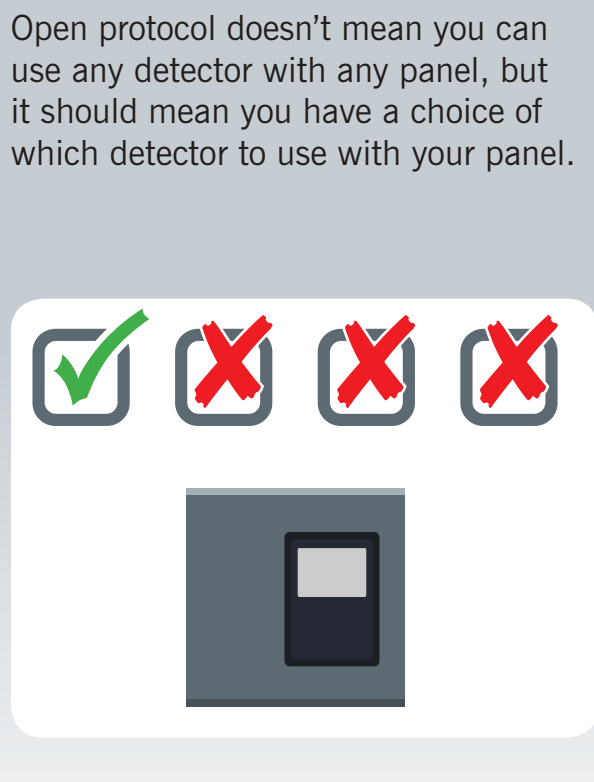 Open protocol doesn’t mean you can
use any detector with any panel, but
it should mean you have a choice of
which detector to use with your panel.